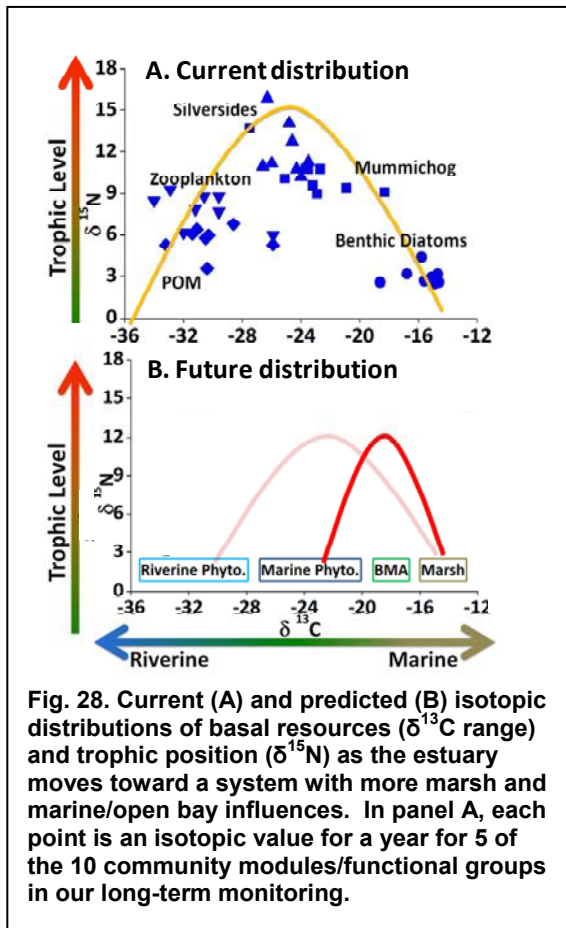 A. Current distribution
Trophic Level
δ ¹⁵N
18
15
12
9
6
3
0
Silversides
Zooplankton
Mummichog
Benthic Diatoms
POM
-36 -32 -28 -24 -20 -16 -12
B. Future distribution
Trophic Level
δ ¹⁵N
18
15
12
9
6
3
0
Riverine Phyto. Marine Phyto. BMA Marsh
-36 -32 -28 -24 -20 -16 -12
δ ¹³C
Riverine Marine
Fig. 28. Current (A) and predicted (B) isotopic
distributions of basal resources (δ¹³C range)
and trophic position (δ¹⁵N) as the estuary
moves toward a system with more marsh and
marine/open bay influences. In panel A, each
point is an isotopic value for a year for 5 of
the 10 community modules/functional groups
in our long-term monitoring.